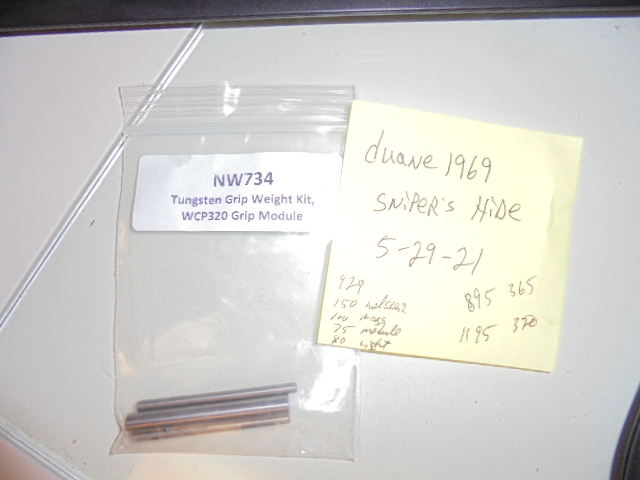 NW734
Tungsten Grip Weight Kit,
WCP320 Grip Module
duane 1969
SNiPER'S HiDE
5-29-21
429
150 holster
100 mags
75 module
80 light
895 365
1195 320